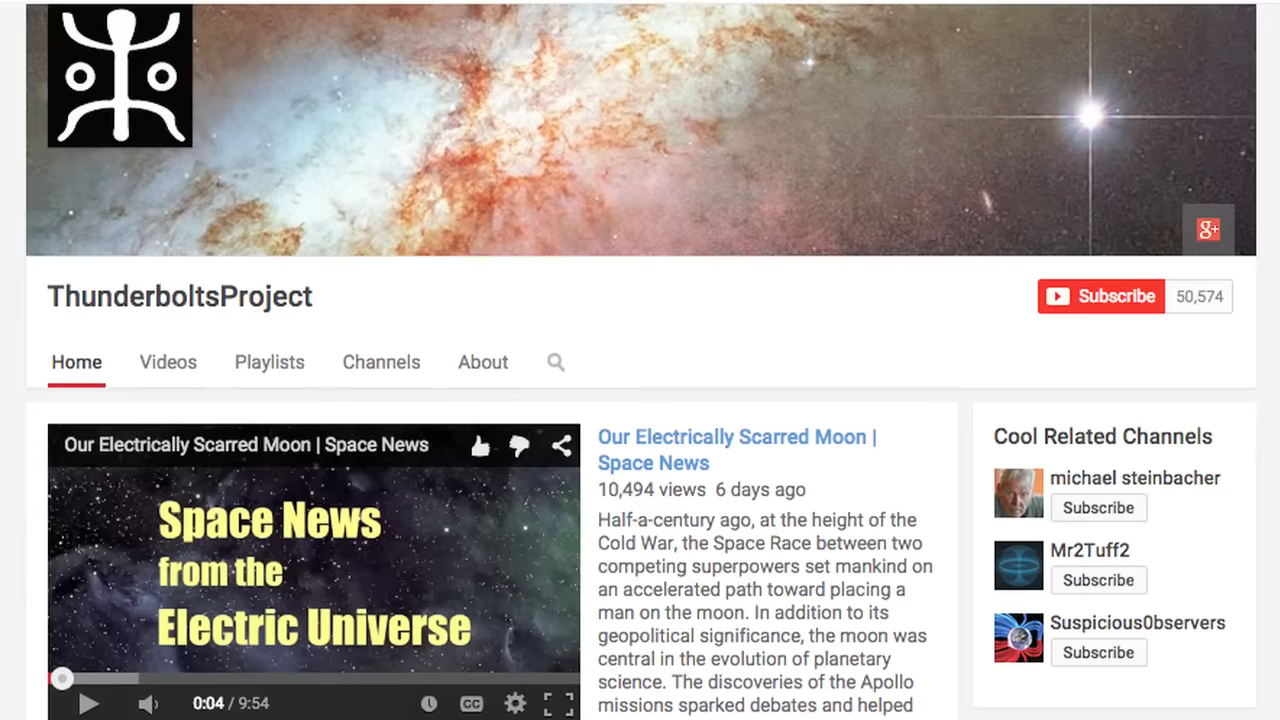 g+
ThunderboltsProject
Subscribe 50,574
Home Videos Playlists Channels About
Our Electrically Scarred Moon | Space News
Space News
from the
Electric Universe
0:04 / 9:54
CC
Our Electrically Scarred Moon |
Space News
10,494 views 6 days ago
Half-a-century ago, at the height of the
Cold War, the Space Race between two
competing superpowers set mankind on
an accelerated path toward placing a
man on the moon. In addition to its
geopolitical significance, the moon was
central in the evolution of planetary
science. The discoveries of the Apollo
missions sparked debates and helped
Cool Related Channels
michael steinbacher
Subscribe
Mr2Tuff2
Subscribe
Suspicious0bservers
Subscribe